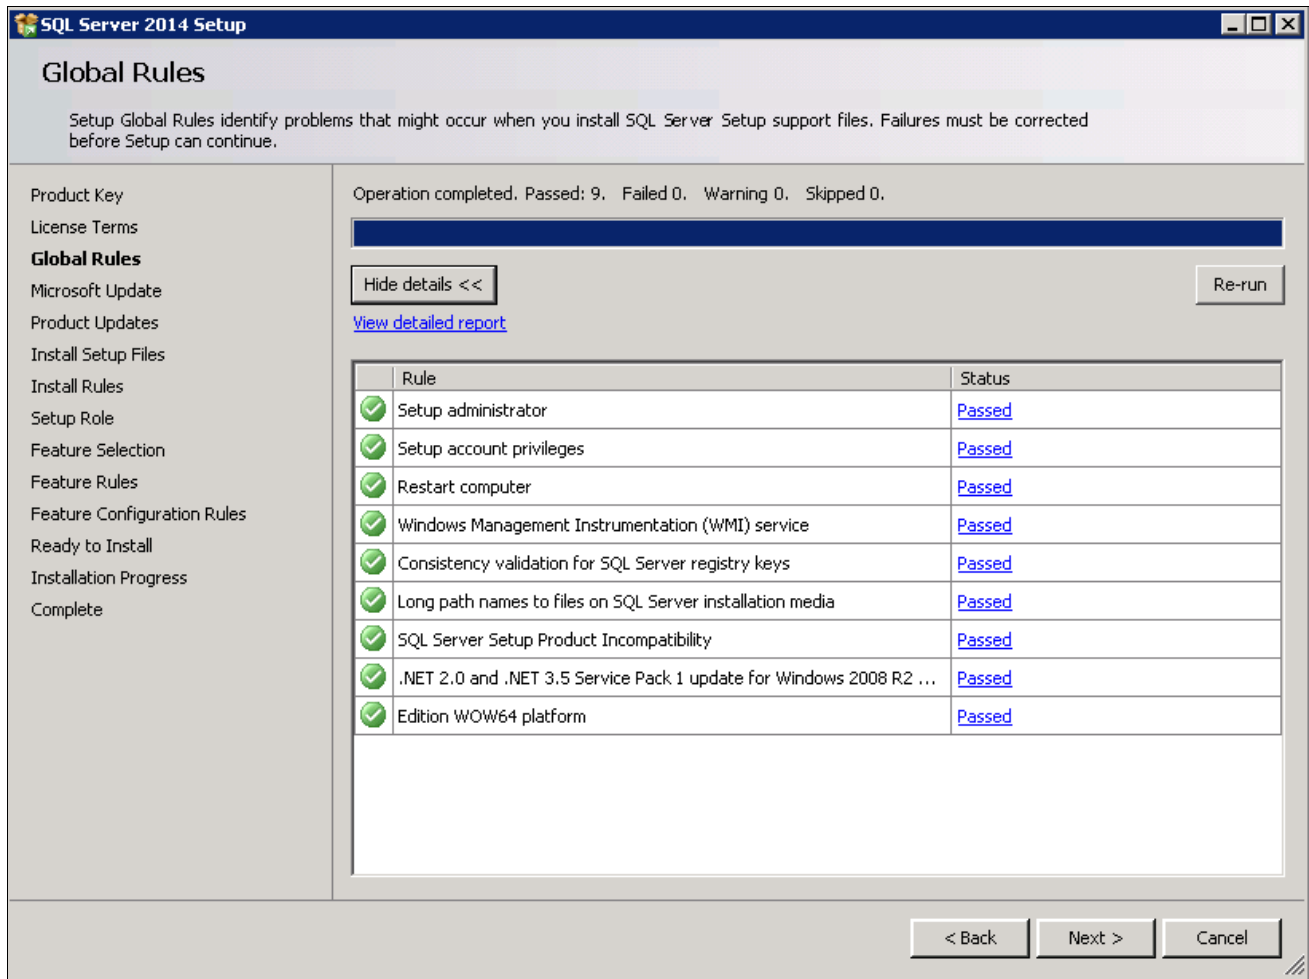 SQL Server 2014 Setup
Global Rules
Setup Global Rules identify problems that might occur when you install SQL Server Setup support files. Failures must be corrected
before Setup can continue.
Product Key
License Terms
Global Rules
Microsoft Update
Product Updates
Install Setup Files
Install Rules
Setup Role
Feature Selection
Feature Rules
Feature Configuration Rules
Ready to Install
Installation Progress
Complete
Operation completed. Passed: 9.   Failed 0.   Warning 0.   Skipped 0.
Hide details <<
Re-run
View detailed report
Rule Status
Setup administrator Passed
Setup account privileges Passed
Restart computer Passed
Windows Management Instrumentation (WMI) service Passed
Consistency validation for SQL Server registry keys Passed
Long path names to files on SQL Server installation media Passed
SQL Server Setup Product Incompatibility Passed
.NET 2.0 and .NET 3.5 Service Pack 1 update for Windows 2008 R2 ... Passed
Edition WOW64 platform Passed
< Back Next > Cancel